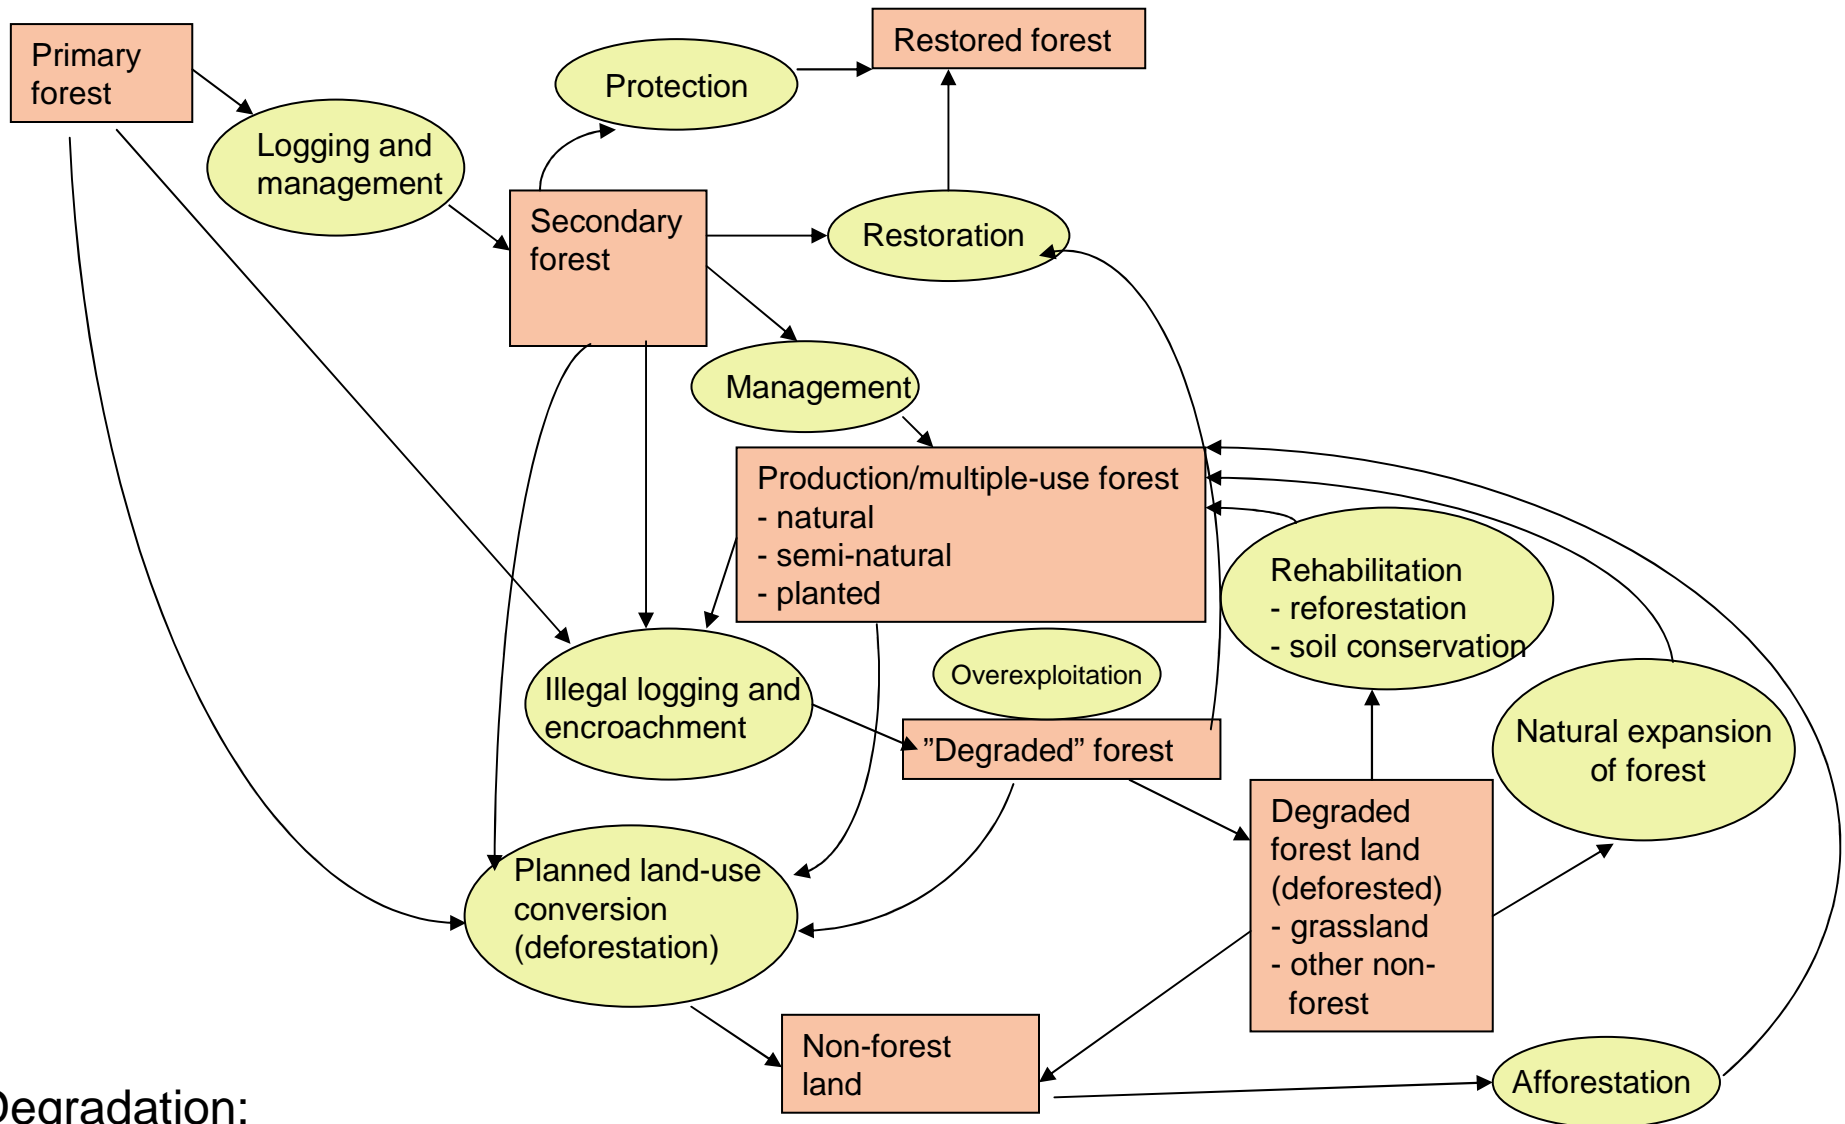 Primary
forest
Restored forest
Protection
Logging and
management
Secondary
forest
Restoration
Management
Production/multiple-use forest
- natural
- semi-natural
- planted
Rehabilitation
- reforestation
- soil conservation
Overexploitation
Illegal logging and
encroachment
”Degraded” forest
Natural expansion
of forest
Degraded
forest land
(deforested)
- grassland
- other non-
forest
Planned land-use
conversion
(deforestation)
Non-forest
land
Afforestation
Degradation: